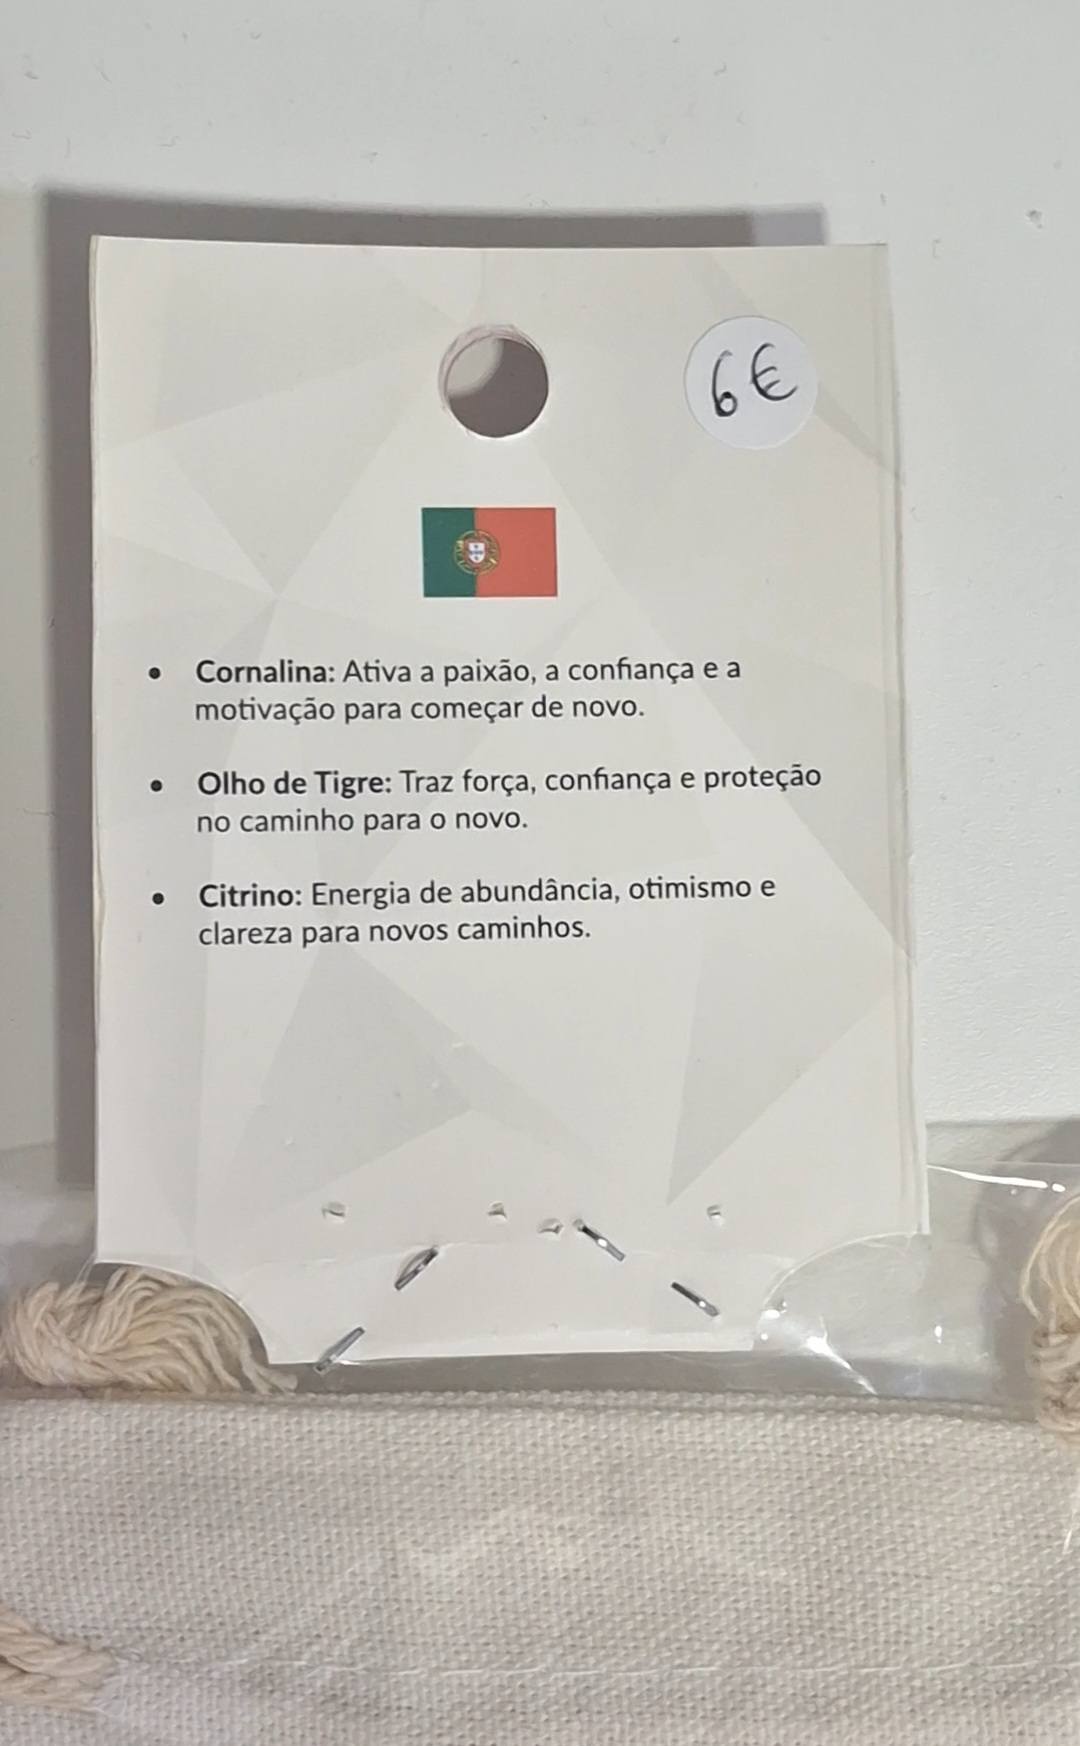 6€
• Cornalina: Ativa a paixão, a confiança e a
motivação para começar de novo.
• Olho de Tigre: Traz força, confiança e proteção
no caminho para o novo.
• Citrino: Energia de abundância, otimismo e
clareza para novos caminhos.